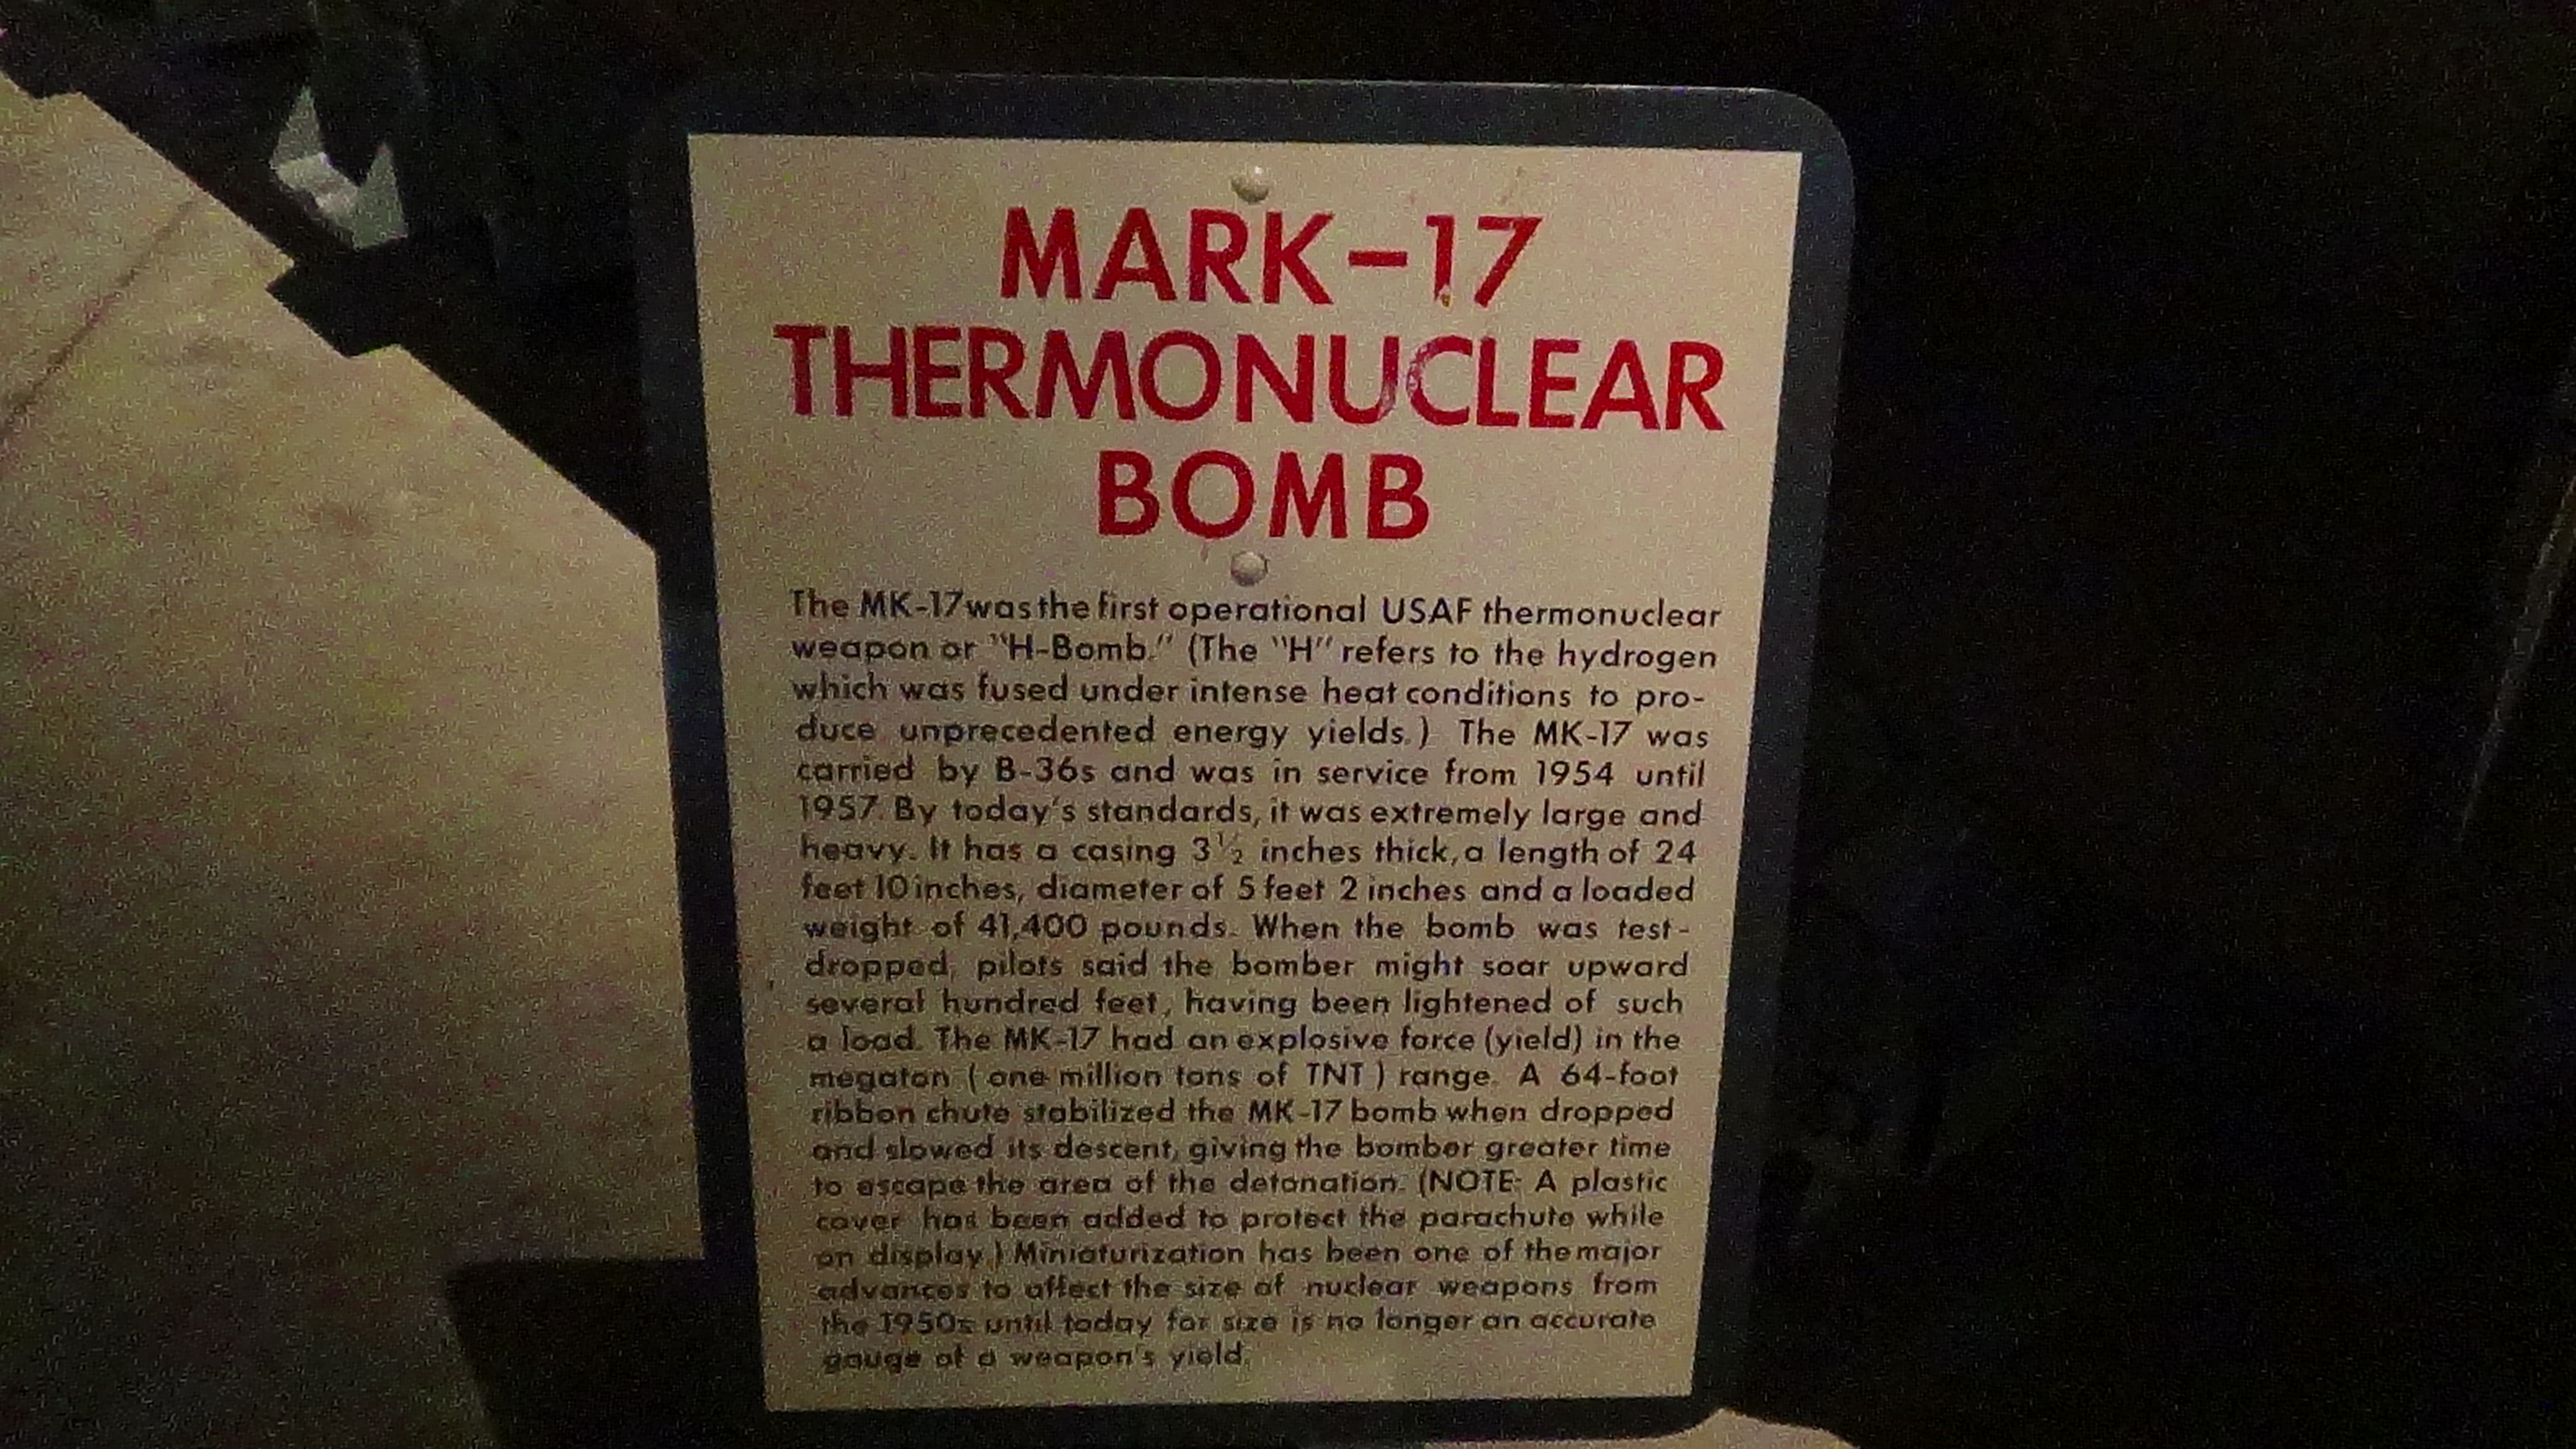 MARK-17
THERMONUCLEAR
BOMB
The MK-17 was the first operational USAF thermonuclear
weapon or "H-Bomb." (The "H" refers to the hydrogen
which was fused under intense heat conditions to pro-
duce unprecedented energy yields.) The MK-17 was
carried by B-36s and was in service from 1954 until
1957. By today's standards, it was extremely large and
heavy. It has a casing 3½ inches thick, a length of 24
feet 10 inches, diameter of 5 feet 2 inches and a loaded
weight of 41,400 pounds. When the bomb was test-
dropped, pilots said the bomber might soar upward
several hundred feet, having been lightened of such
a load. The MK-17 had an explosive force (yield) in the
megaton (one million tons of TNT) range. A 64-foot
ribbon chute stabilized the MK-17 bomb when dropped
and slowed its descent, giving the bomber greater time
to escape the area of the detonation. (NOTE: A plastic
cover has been added to protect the parachute while
on display.) Miniaturization has been one of the major
advances to affect the size of nuclear weapons from
the 1950s until today for size is no longer an accurate
gauge of a weapon's yield.